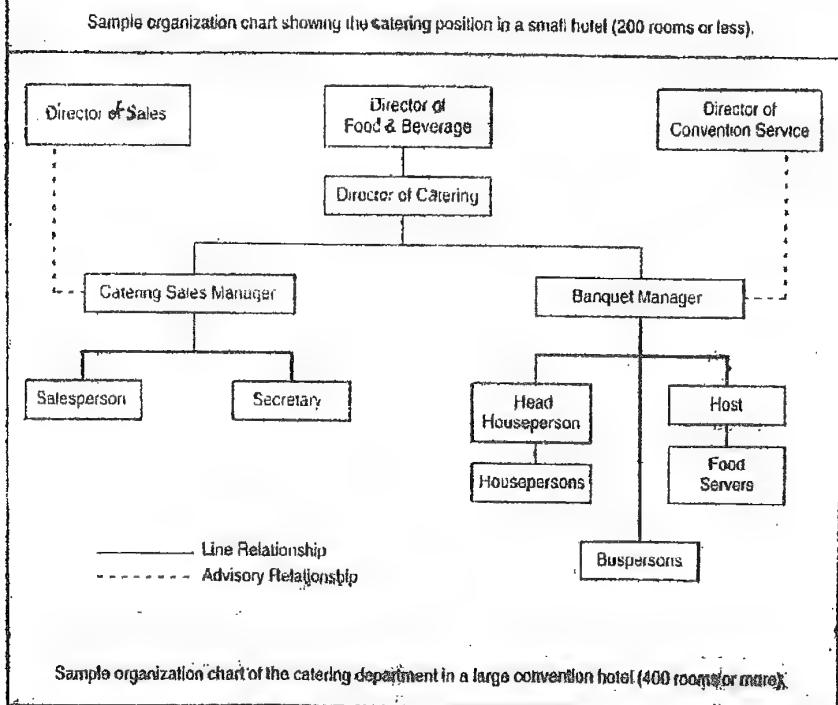 Sample organization chart showing the catering position in a small hotel (200 rooms or less).
Director of Sales
Director of
Food & Beverage
Director of
Convention Service
Director of Catering
Catering Sales Manager
Banquet Manager
Salesperson
Secretary
Head
Houseperson
Host
Housepersons
Food
Servers
Buspersons
Line Relationship
Advisory Relationship
Sample organization chart of the catering department in a large convention hotel (400 rooms or more).